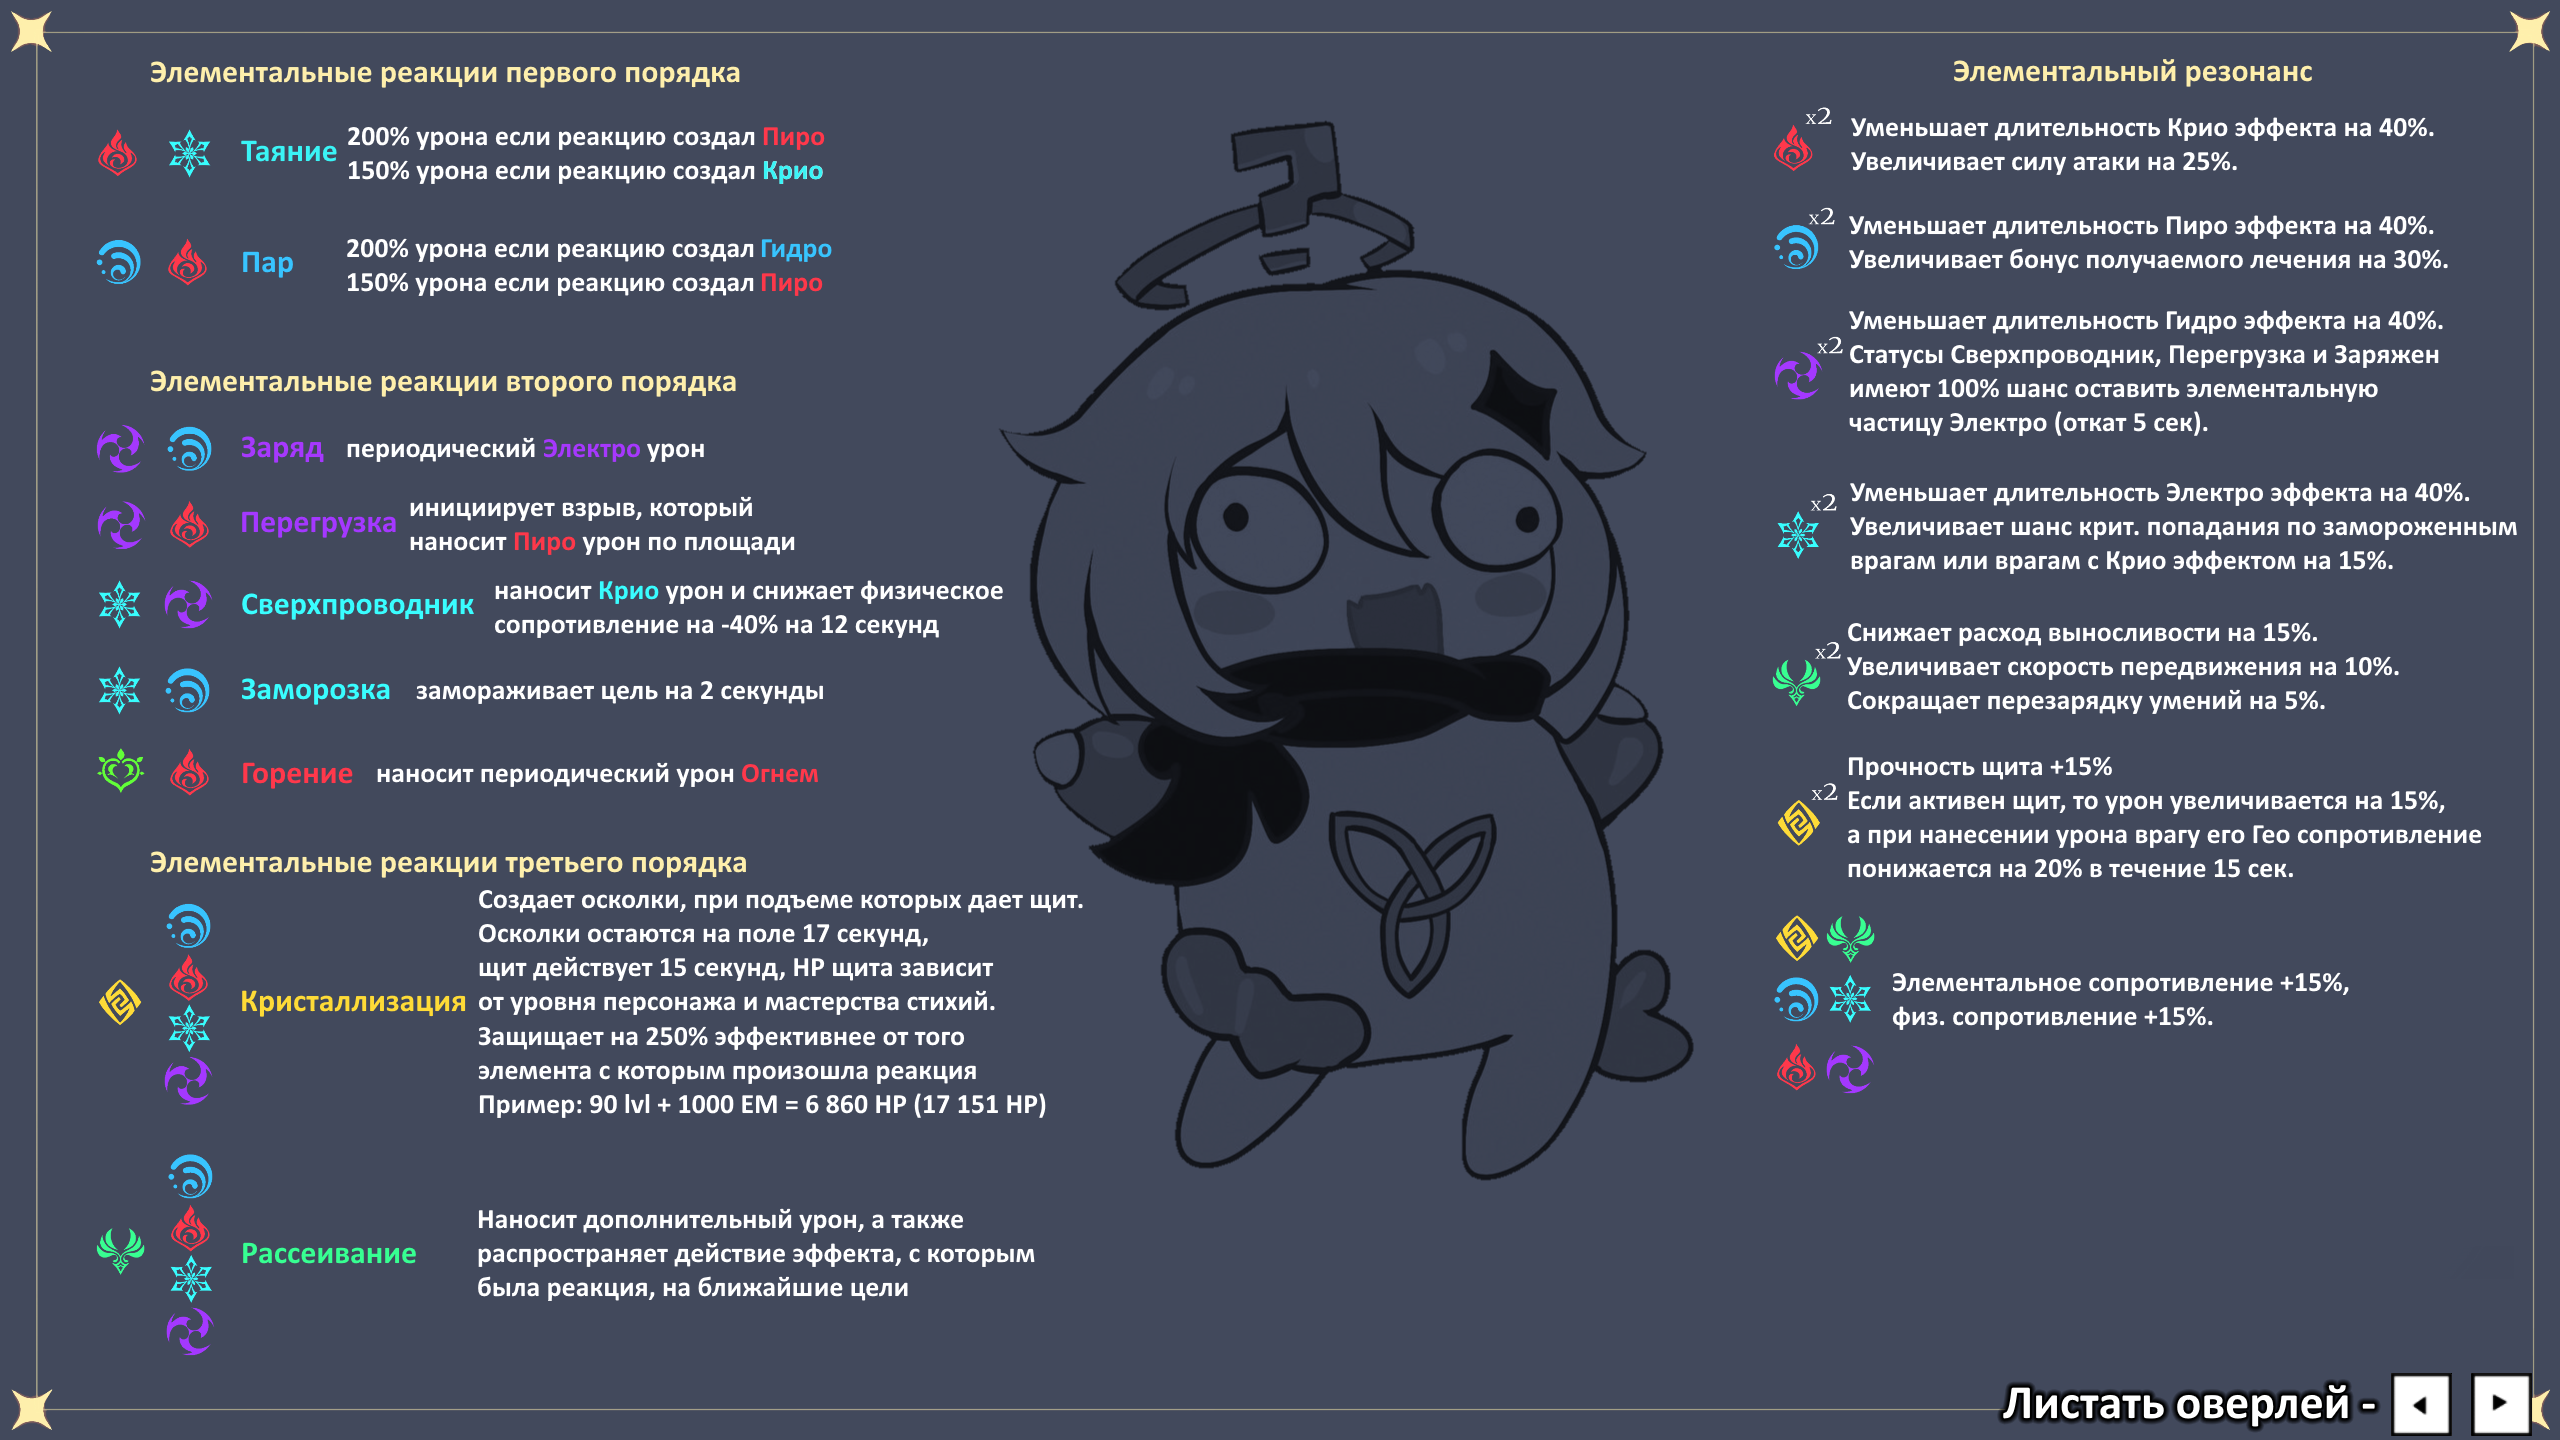 Элементальные реакции первого порядка
Таяние
200% урона если реакцию создал Пиро
150% урона если реакцию создал Крио
Пар
200% урона если реакцию создал Гидро
150% урона если реакцию создал Пиро
Элементальные реакции второго порядка
Заряд периодический Электро урон
Перегрузка
инициирует взрыв, который
наносит Пиро урон по площади
Сверхпроводник
наносит Крио урон и снижает физическое
сопротивление на -40% на 12 секунд
Заморозка замораживает цель на 2 секунды
Горение наносит периодический урон Огнем
Элементальные реакции третьего порядка
Кристаллизация
Создает осколки, при подъеме которых дает щит.
Осколки остаются на поле 17 секунд,
щит действует 15 секунд, HP щита зависит
от уровня персонажа и мастерства стихий.
Защищает на 250% эффективнее от того
элемента с которым произошла реакция
Пример: 90 lvl + 1000 EM = 6 860 HP (17 151 HP)
Рассеивание
Наносит дополнительный урон, а также
распространяет действие эффекта, с которым
была реакция, на ближайшие цели
Элементальный резонанс
x2
Уменьшает длительность Крио эффекта на 40%.
Увеличивает силу атаки на 25%.
x2
Уменьшает длительность Пиро эффекта на 40%.
Увеличивает бонус получаемого лечения на 30%.
x2
Уменьшает длительность Гидро эффекта на 40%.
Статусы Сверхпроводник, Перегрузка и Заряжен
имеют 100% шанс оставить элементальную
частицу Электро (откат 5 сек).
x2
Уменьшает длительность Электро эффекта на 40%.
Увеличивает шанс крит. попадания по замороженным
врагам или врагам с Крио эффектом на 15%.
x2
Снижает расход выносливости на 15%.
Увеличивает скорость передвижения на 10%.
Сокращает перезарядку умений на 5%.
x2
Прочность щита +15%
Если активен щит, то урон увеличивается на 15%,
а при нанесении урона врагу его Гео сопротивление
понижается на 20% в течение 15 сек.
Элементальное сопротивление +15%,
физ. сопротивление +15%.
Листать оверлей -